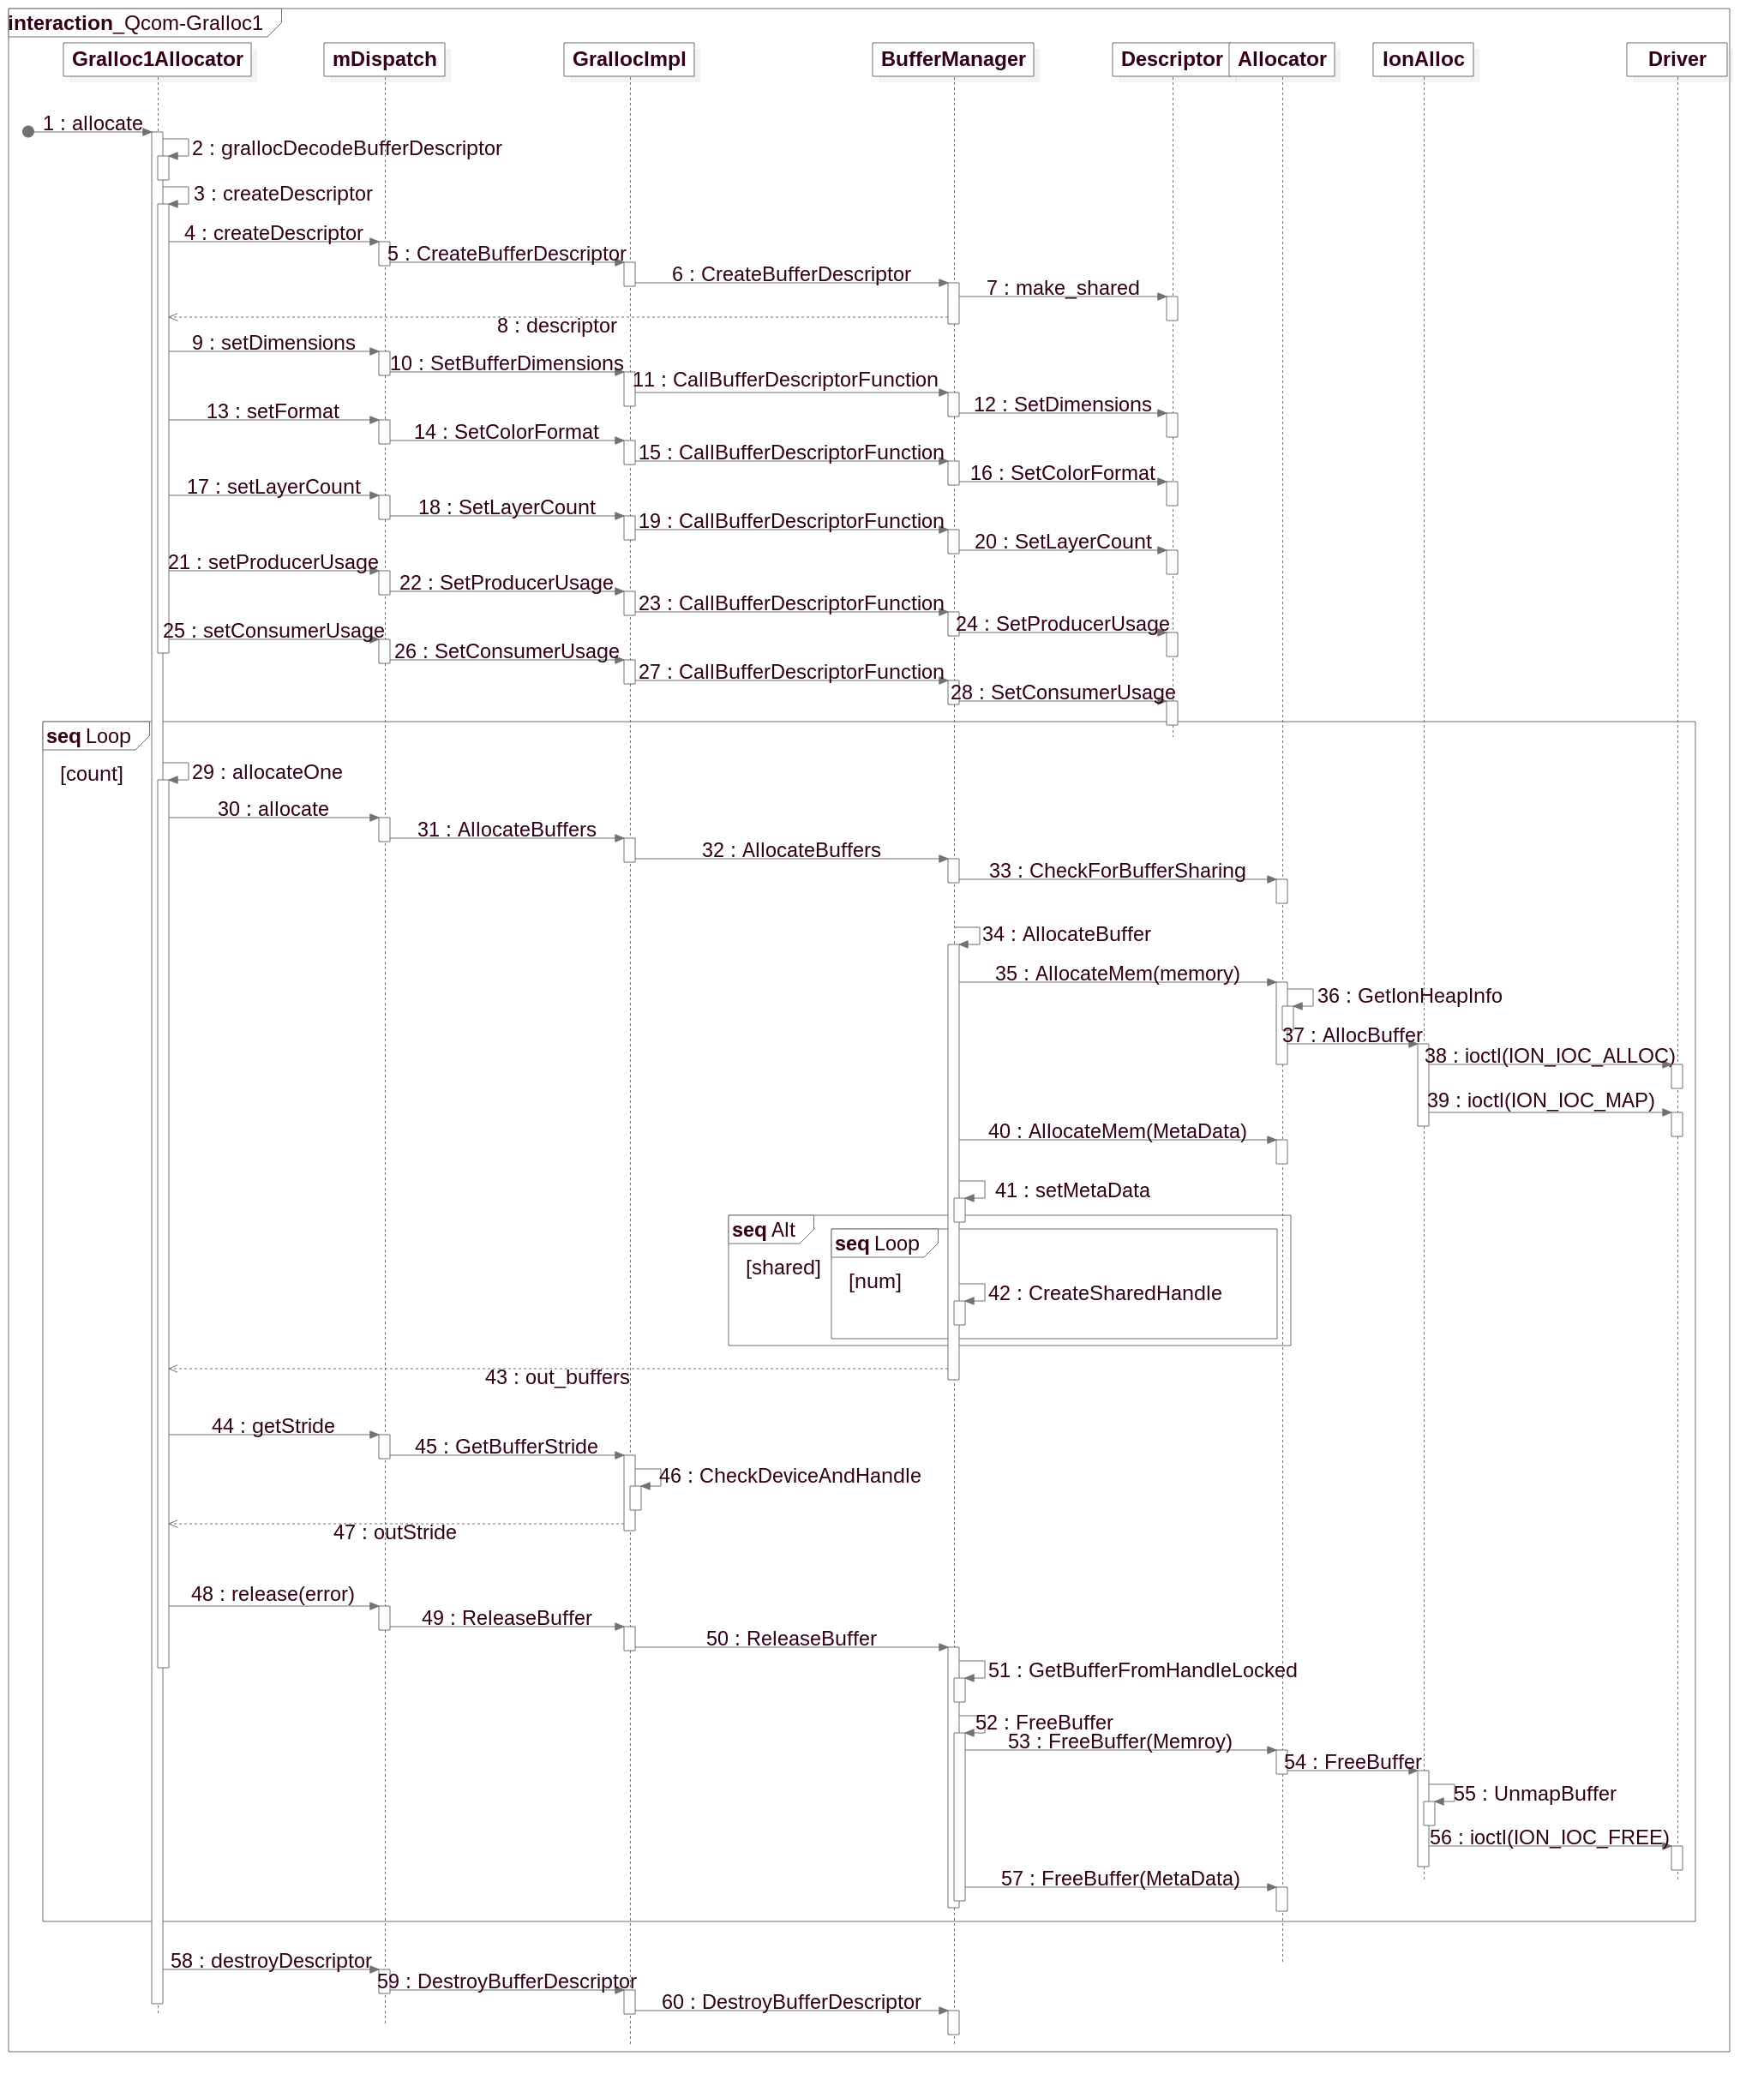 interaction_Qcom-Gralloc1
Gralloc1Allocator mDispatch GrallocImpl BufferManager Descriptor Allocator IonAlloc Driver
1 : allocate
2 : grallocDecodeBufferDescriptor
3 : createDescriptor
4 : createDescriptor
5 : CreateBufferDescriptor
6 : CreateBufferDescriptor
7 : make_shared
8 : descriptor
9 : setDimensions
10 : SetBufferDimensions
11 : CallBufferDescriptorFunction
12 : SetDimensions
13 : setFormat
14 : SetColorFormat
15 : CallBufferDescriptorFunction
16 : SetColorFormat
17 : setLayerCount
18 : SetLayerCount
19 : CallBufferDescriptorFunction
20 : SetLayerCount
21 : setProducerUsage
22 : SetProducerUsage
23 : CallBufferDescriptorFunction
24 : SetProducerUsage
25 : setConsumerUsage
26 : SetConsumerUsage
27 : CallBufferDescriptorFunction
28 : SetConsumerUsage
seq Loop
[count]
29 : allocateOne
30 : allocate
31 : AllocateBuffers
32 : AllocateBuffers
33 : CheckForBufferSharing
34 : AllocateBuffer
35 : AllocateMem(memory)
36 : GetIonHeapInfo
37 : AllocBuffer
38 : ioctl(ION_IOC_ALLOC)
39 : ioctl(ION_IOC_MAP)
40 : AllocateMem(MetaData)
41 : setMetaData
seq Alt
[shared]
seq Loop
[num]
42 : CreateSharedHandle
43 : out_buffers
44 : getStride
45 : GetBufferStride
46 : CheckDeviceAndHandle
47 : outStride
48 : release(error)
49 : ReleaseBuffer
50 : ReleaseBuffer
51 : GetBufferFromHandleLocked
52 : FreeBuffer
53 : FreeBuffer(Memroy)
54 : FreeBuffer
55 : UnmapBuffer
56 : ioctl(ION_IOC_FREE)
57 : FreeBuffer(MetaData)
58 : destroyDescriptor
59 : DestroyBufferDescriptor
60 : DestroyBufferDescriptor